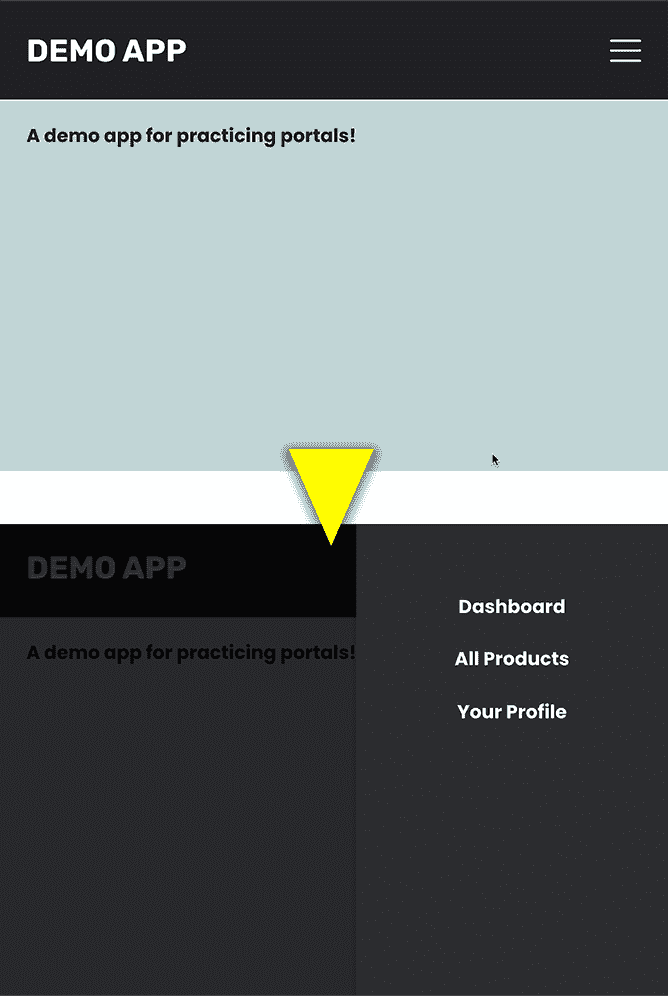 DEMO APP
A demo app for practicing portals!
DEMO APP
A demo app for practicing portals!
Dashboard
All Products
Your Profile